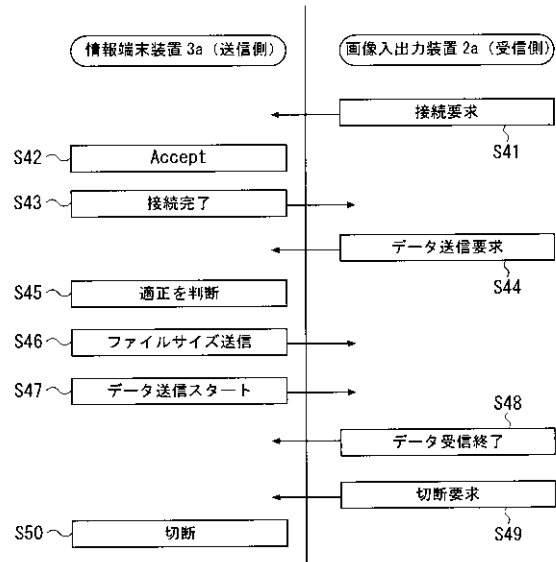 情報端末装置 3a (送信側)
画像入出力装置 2a (受信側)
接続要求
S41
S42
Accept
S43
接続完了
データ送信要求
S44
S45
適正を判断
S46
ファイルサイズ送信
S47
データ送信スタート
S48
データ受信終了
切断要求
S49
S50
切断